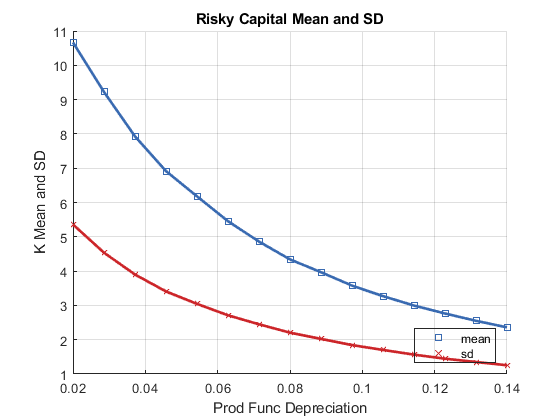 Risky Capital Mean and SD
11
10
9
8
7
6
5
4
3
2
1
K Mean and SD
mean
sd
0.02 0.04 0.06 0.08 0.1 0.12 0.14
Prod Func Depreciation